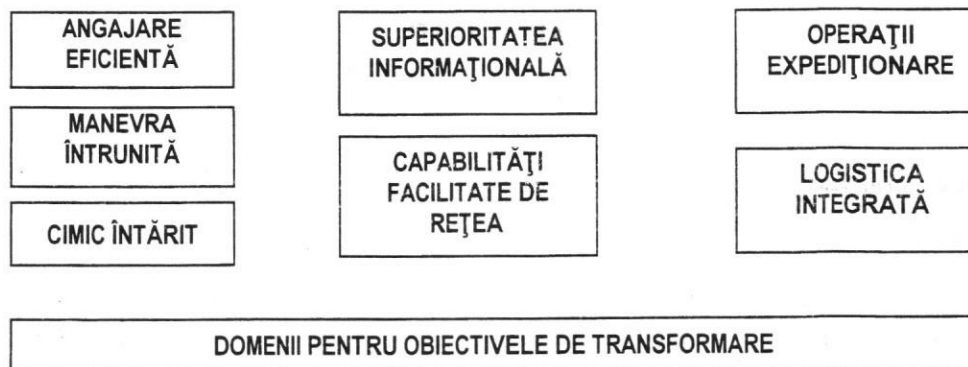 ANGAJARE
EFICIENTĂ
MANEVRA
ÎNTRUNITĂ
CIMIC ÎNTĂRIT
SUPERIORITATEA
INFORMAŢIONALĂ
CAPABILITĂŢI
FACILITATE DE
REŢEA
OPERAŢII
EXPEDIŢIONARE
LOGISTICA
INTEGRATĂ
DOMENII PENTRU OBIECTIVELE DE TRANSFORMARE